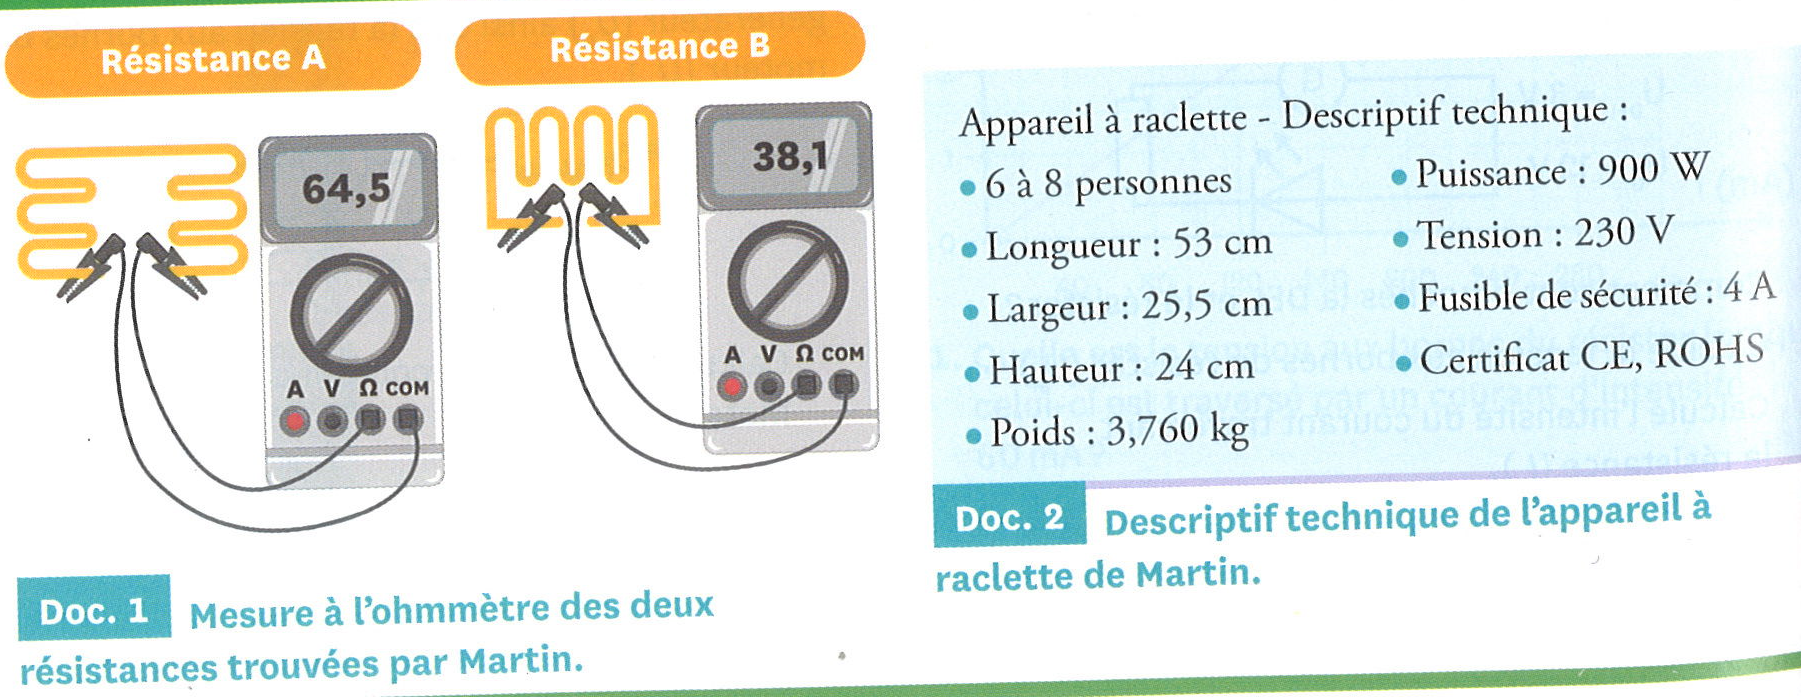 Résistance A
64,5
A V Ω COM
Résistance B
38,1
A V Ω COM
Doc. 1 Mesure à l'ohmmètre des deux
résistances trouvées par Martin.
Appareil à raclette - Descriptif technique :
• 6 à 8 personnes
• Longueur : 53 cm
• Largeur : 25,5 cm
• Hauteur : 24 cm
• Poids : 3,760 kg
• Puissance : 900 W
• Tension : 230 V
• Fusible de sécurité : 4 A
• Certificat CE, ROHS
Doc. 2 Descriptif technique de l'appareil à
raclette de Martin.